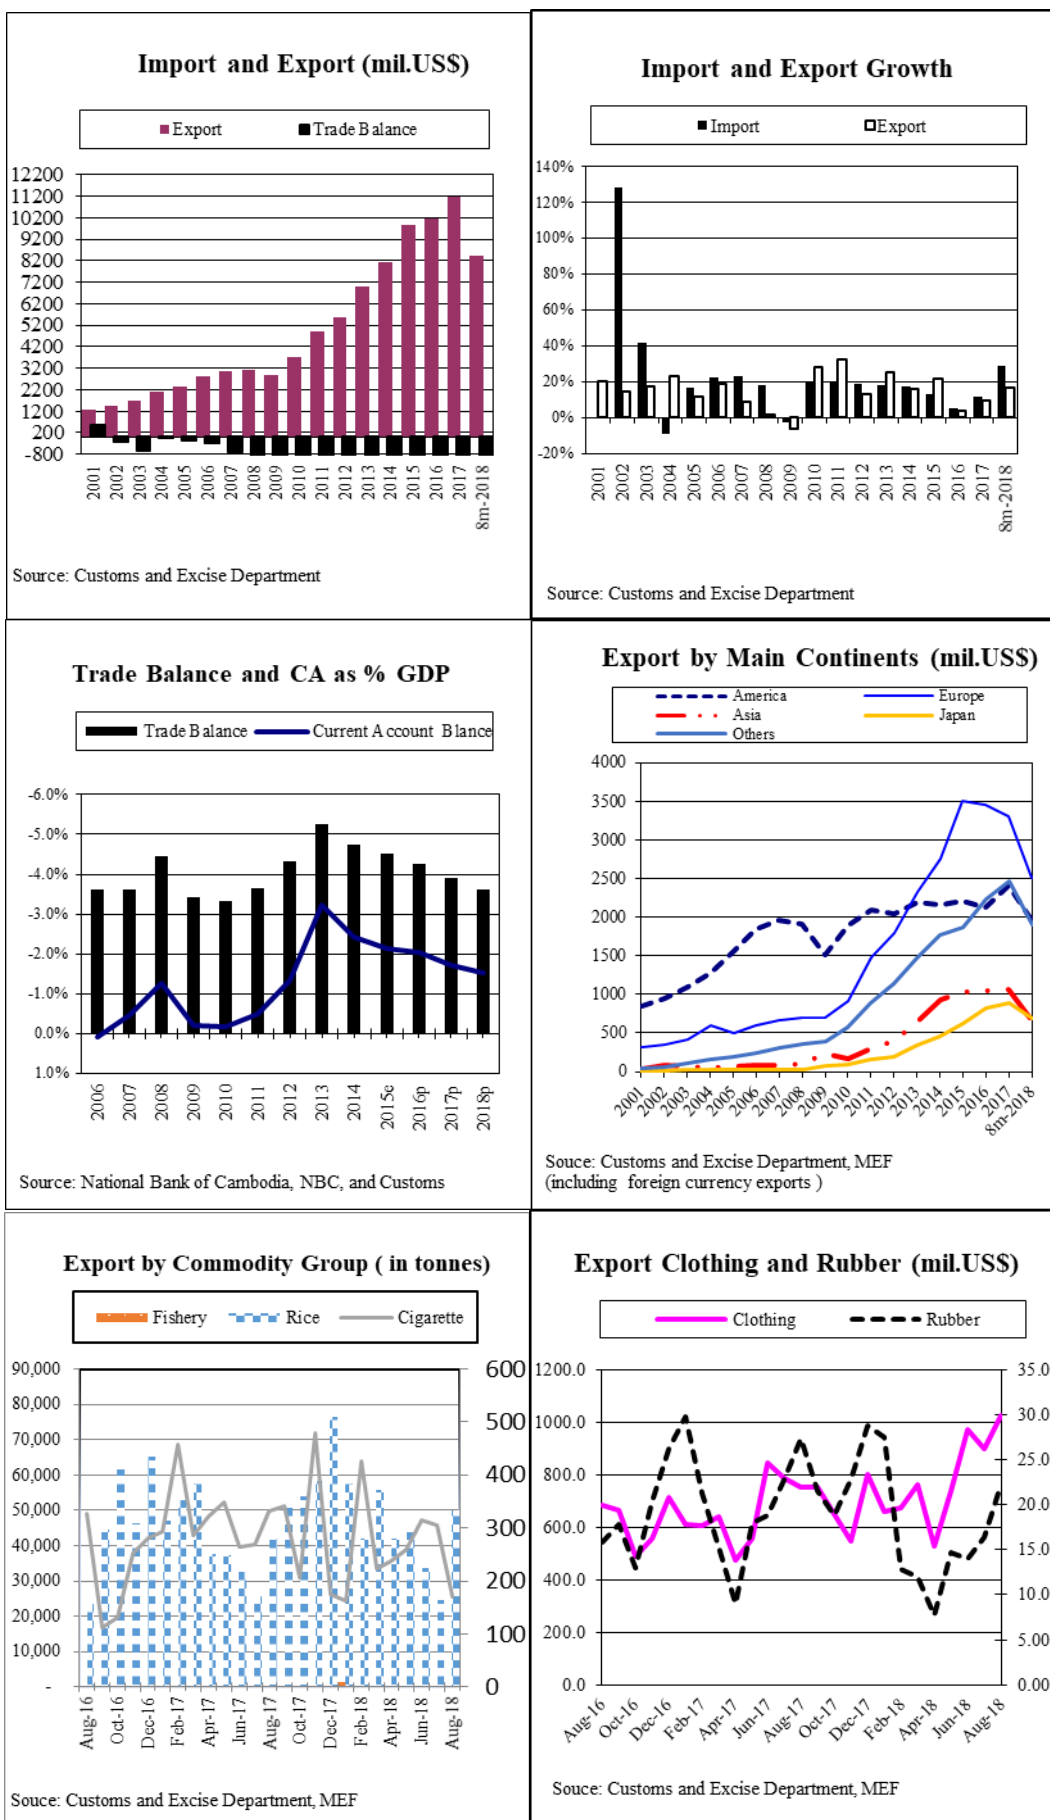 Import and Export (mil.US$)
Export
Trade Balance
12200
11200
10200
9200
8200
7200
6200
5200
4200
3200
2200
1200
200
-800
2001
2002
2003
2004
2005
2006
2007
2008
2009
2010
2011
2012
2013
2014
2015
2016
2017
8m-2018
Source: Customs and Excise Department
Import and Export Growth
Import
Export
140%
120%
100%
80%
60%
40%
20%
0%
-20%
2001
2002
2003
2004
2005
2006
2007
2008
2009
2010
2011
2012
2013
2014
2015
2016
2017
8m-2018
Source: Customs and Excise Department
Trade Balance and CA as % GDP
Trade Balance
Current Account Blance
-6.0%
-5.0%
-4.0%
-3.0%
-2.0%
-1.0%
0.0%
1.0%
2006
2007
2008
2009
2010
2011
2012
2013
2014
2015e
2016p
2017p
2018p
Source: National Bank of Cambodia, NBC, and Customs
Export by Main Continents (mil.US$)
America
Europe
Asia
Japan
Others
4000
3500
3000
2500
2000
1500
1000
500
0
2001
2002
2003
2004
2005
2006
2007
2008
2009
2010
2011
2012
2013
2014
2015
2016
2017
8m-2018
Souce: Customs and Excise Department, MEF
(including foreign currency exports )
Export by Commodity Group ( in tonnes)
Fishery
Rice
Cigarette
90,000
80,000
70,000
60,000
50,000
40,000
30,000
20,000
10,000
-
600
500
400
300
200
100
0
Aug-16
Oct-16
Dec-16
Feb-17
Apr-17
Jun-17
Aug-17
Oct-17
Dec-17
Feb-18
Apr-18
Jun-18
Aug-18
Souce: Customs and Excise Department, MEF
Export Clothing and Rubber (mil.US$)
Clothing
Rubber
1200.0
1000.0
800.0
600.0
400.0
200.0
0.0
35.0
30.0
25.0
20.0
15.0
10.0
5.00
0.00
Aug-16
Oct-16
Dec-16
Feb-17
Apr-17
Jun-17
Aug-17
Oct-17
Dec-17
Feb-18
Apr-18
Jun-18
Aug-18
Souce: Customs and Excise Department, MEF